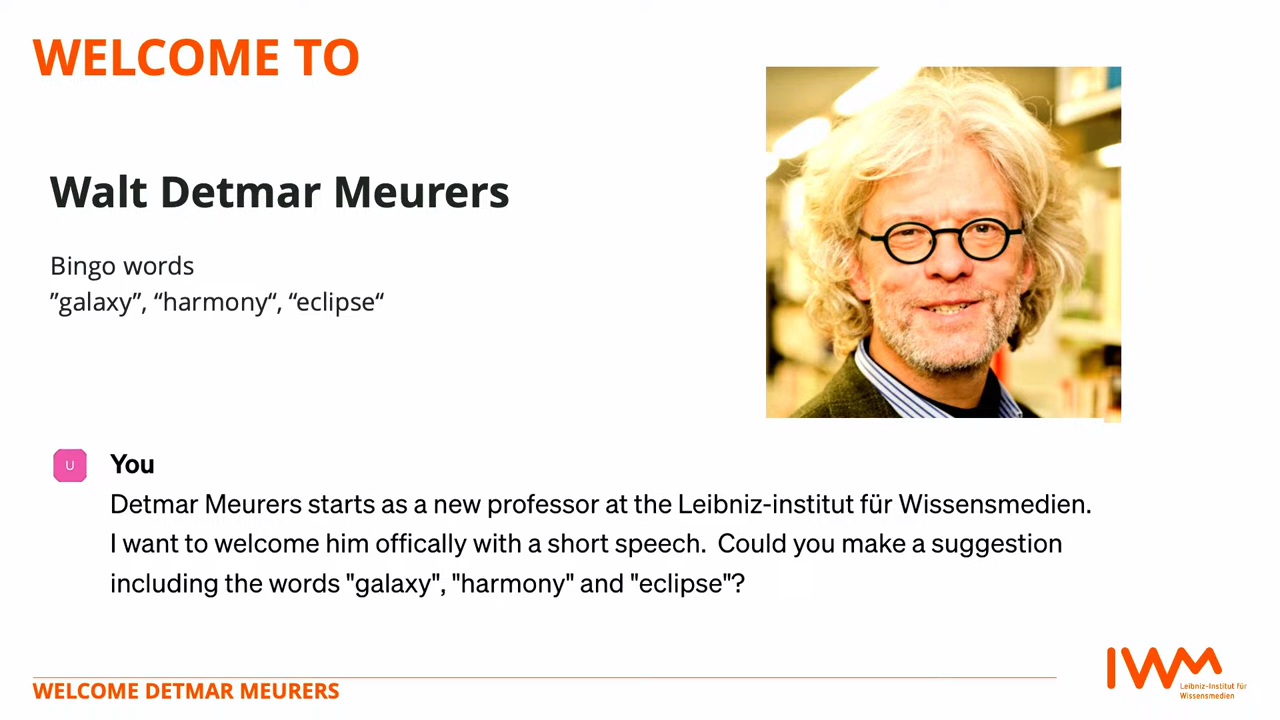 WELCOME TO
Walt Detmar Meurers
Bingo words
”galaxy”, “harmony“, “eclipse“
U
You
Detmar Meurers starts as a new professor at the Leibniz-institut für Wissensmedien.
I want to welcome him offically with a short speech. Could you make a suggestion
including the words "galaxy", "harmony" and "eclipse"?
WELCOME DETMAR MEURERS
IWM
Leibniz-Institut für
Wissensmedien